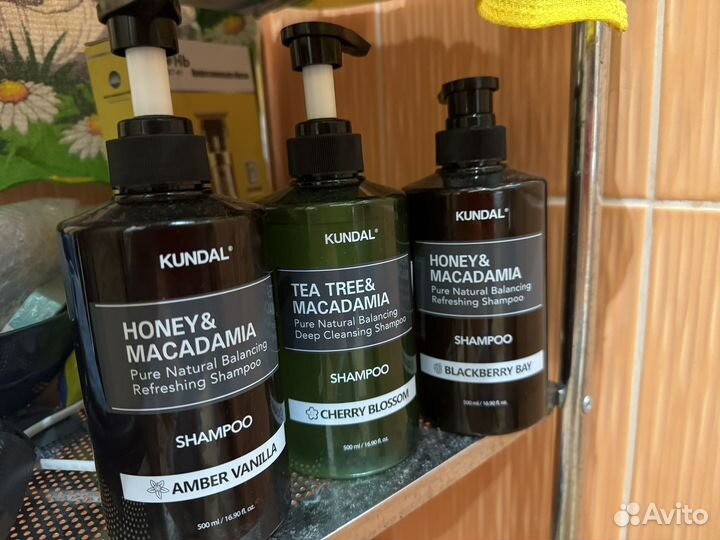 KUNDAL®
HONEY&
MACADAMIA
Pure Natural Balancing
Refreshing Shampoo
SHAMPOO
AMBER VANILLA
500 ml / 16.90 fl. oz.
KUNDAL®
TEA TREE&
MACADAMIA
Pure Natural Balancing
Deep Cleansing Shampoo
SHAMPOO
CHERRY BLOSSOM
500 ml / 16.90 fl. oz.
KUNDAL®
HONEY&
MACADAMIA
Pure Natural Balancing
Refreshing Shampoo
SHAMPOO
BLACKBERRY BAY
500 ml / 16.90 fl. oz.
Avito